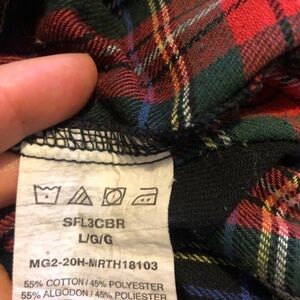 SFL3CBR
L/G/G
MG2-20H-MRTH18103
55% COTTON / 45% POLYESTER
55% ALGODON / 45% POLIESTER